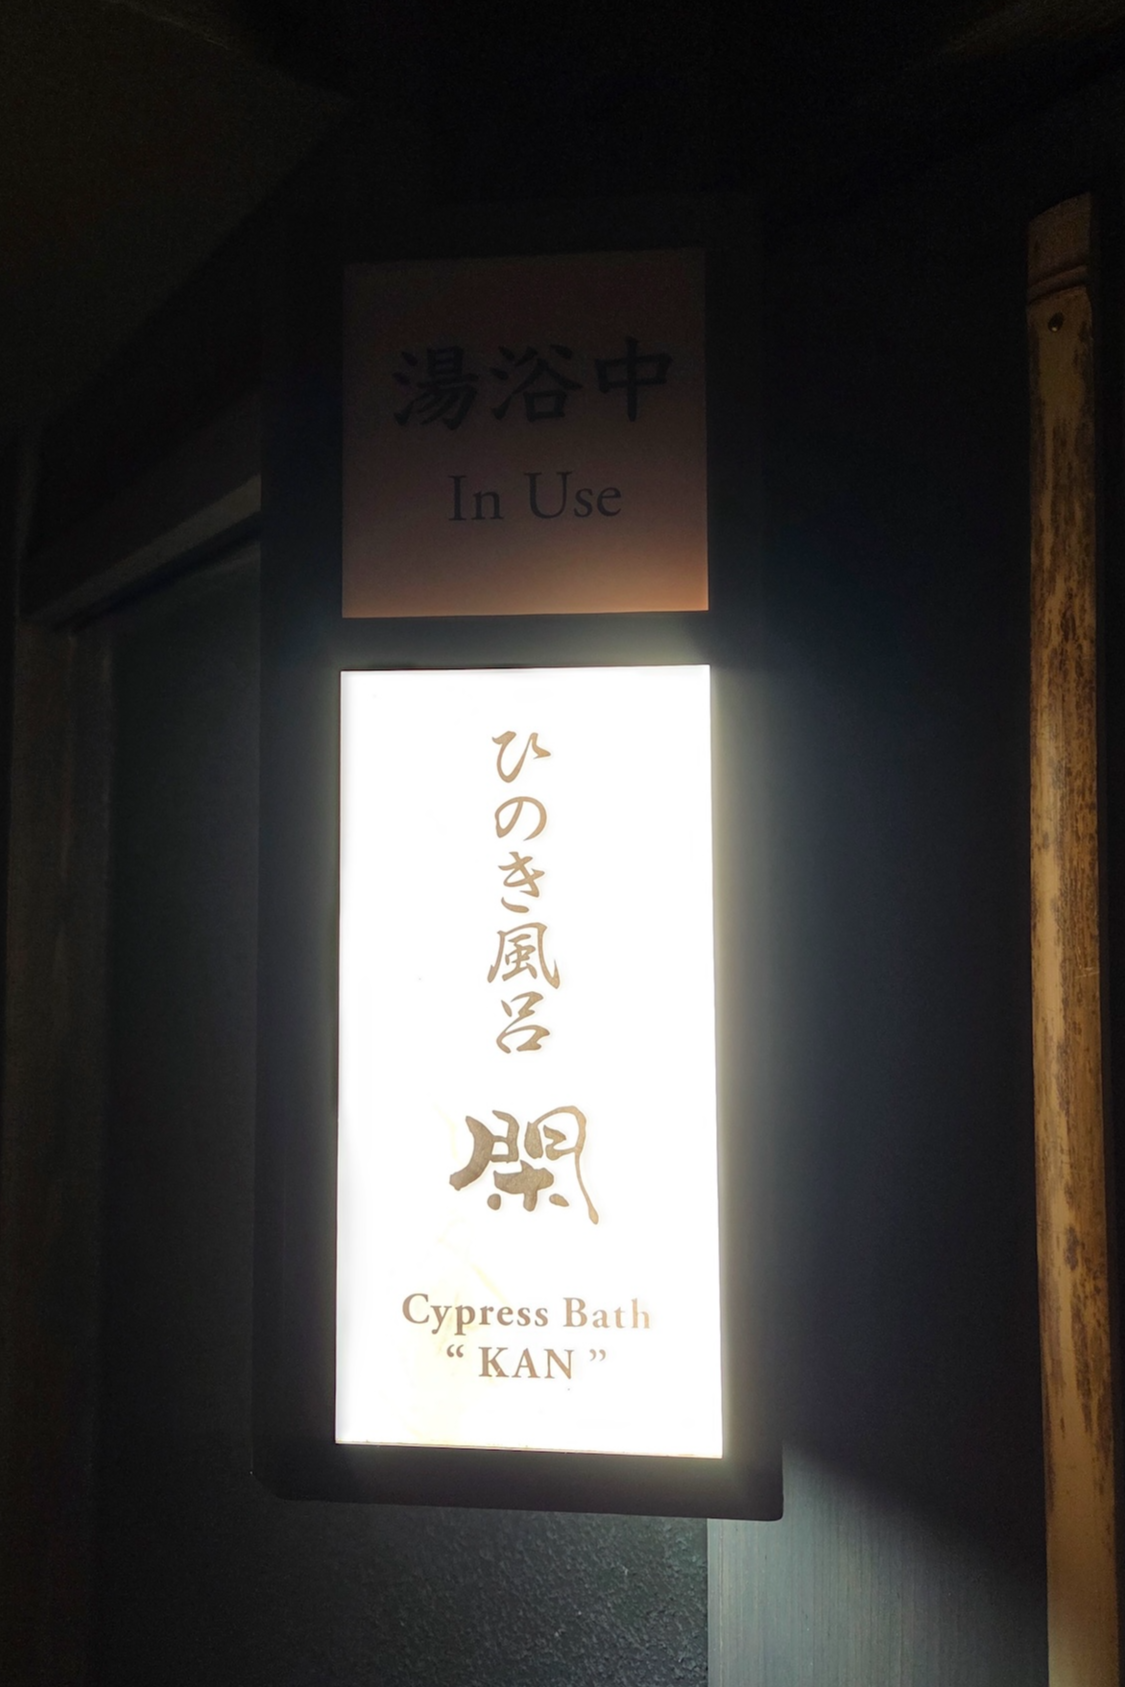 湯浴中
In Use
ひのき風呂
閑
Cypress Bath
“ KAN ”